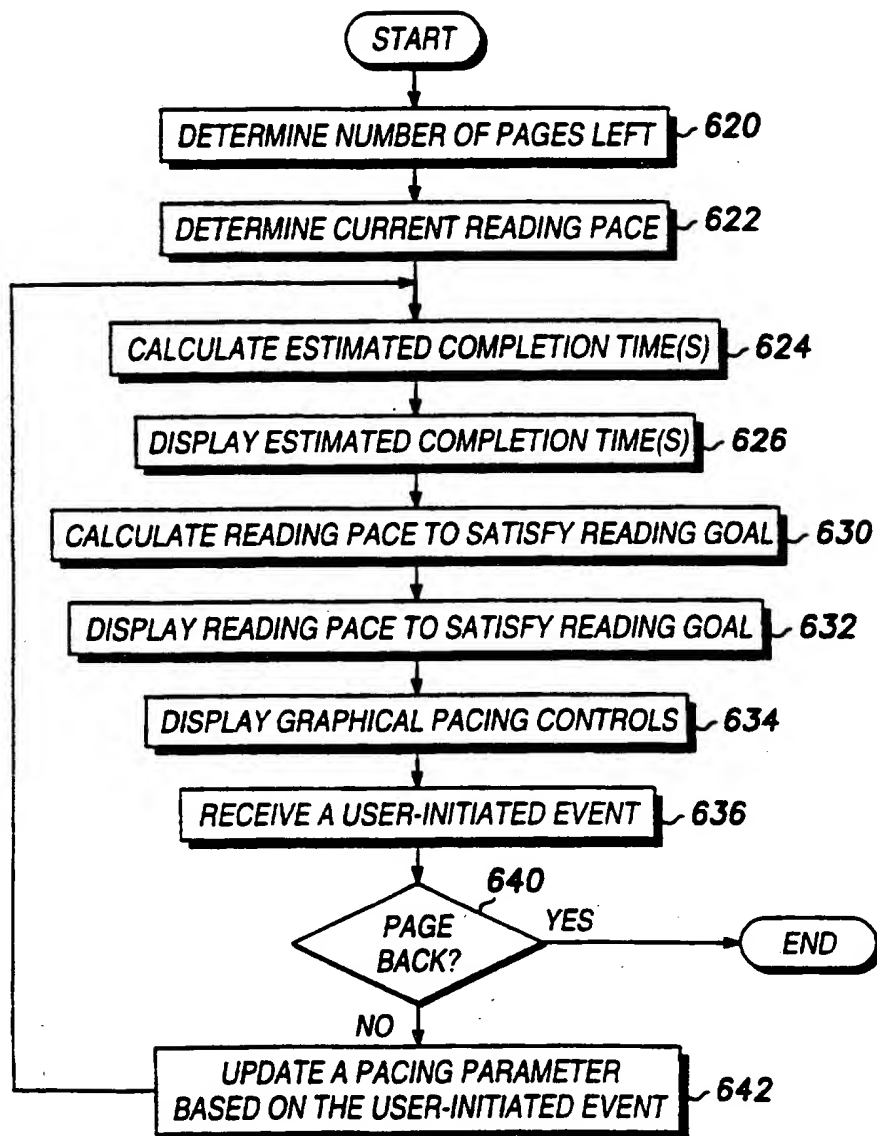 START
DETERMINE NUMBER OF PAGES LEFT 620
DETERMINE CURRENT READING PACE 622
CALCULATE ESTIMATED COMPLETION TIME(S) 624
DISPLAY ESTIMATED COMPLETION TIME(S) 626
CALCULATE READING PACE TO SATISFY READING GOAL 630
DISPLAY READING PACE TO SATISFY READING GOAL 632
DISPLAY GRAPHICAL PACING CONTROLS 634
RECEIVE A USER-INITIATED EVENT 636
640
PAGE
BACK?
YES
END
NO
UPDATE A PACING PARAMETER
BASED ON THE USER-INITIATED EVENT 642